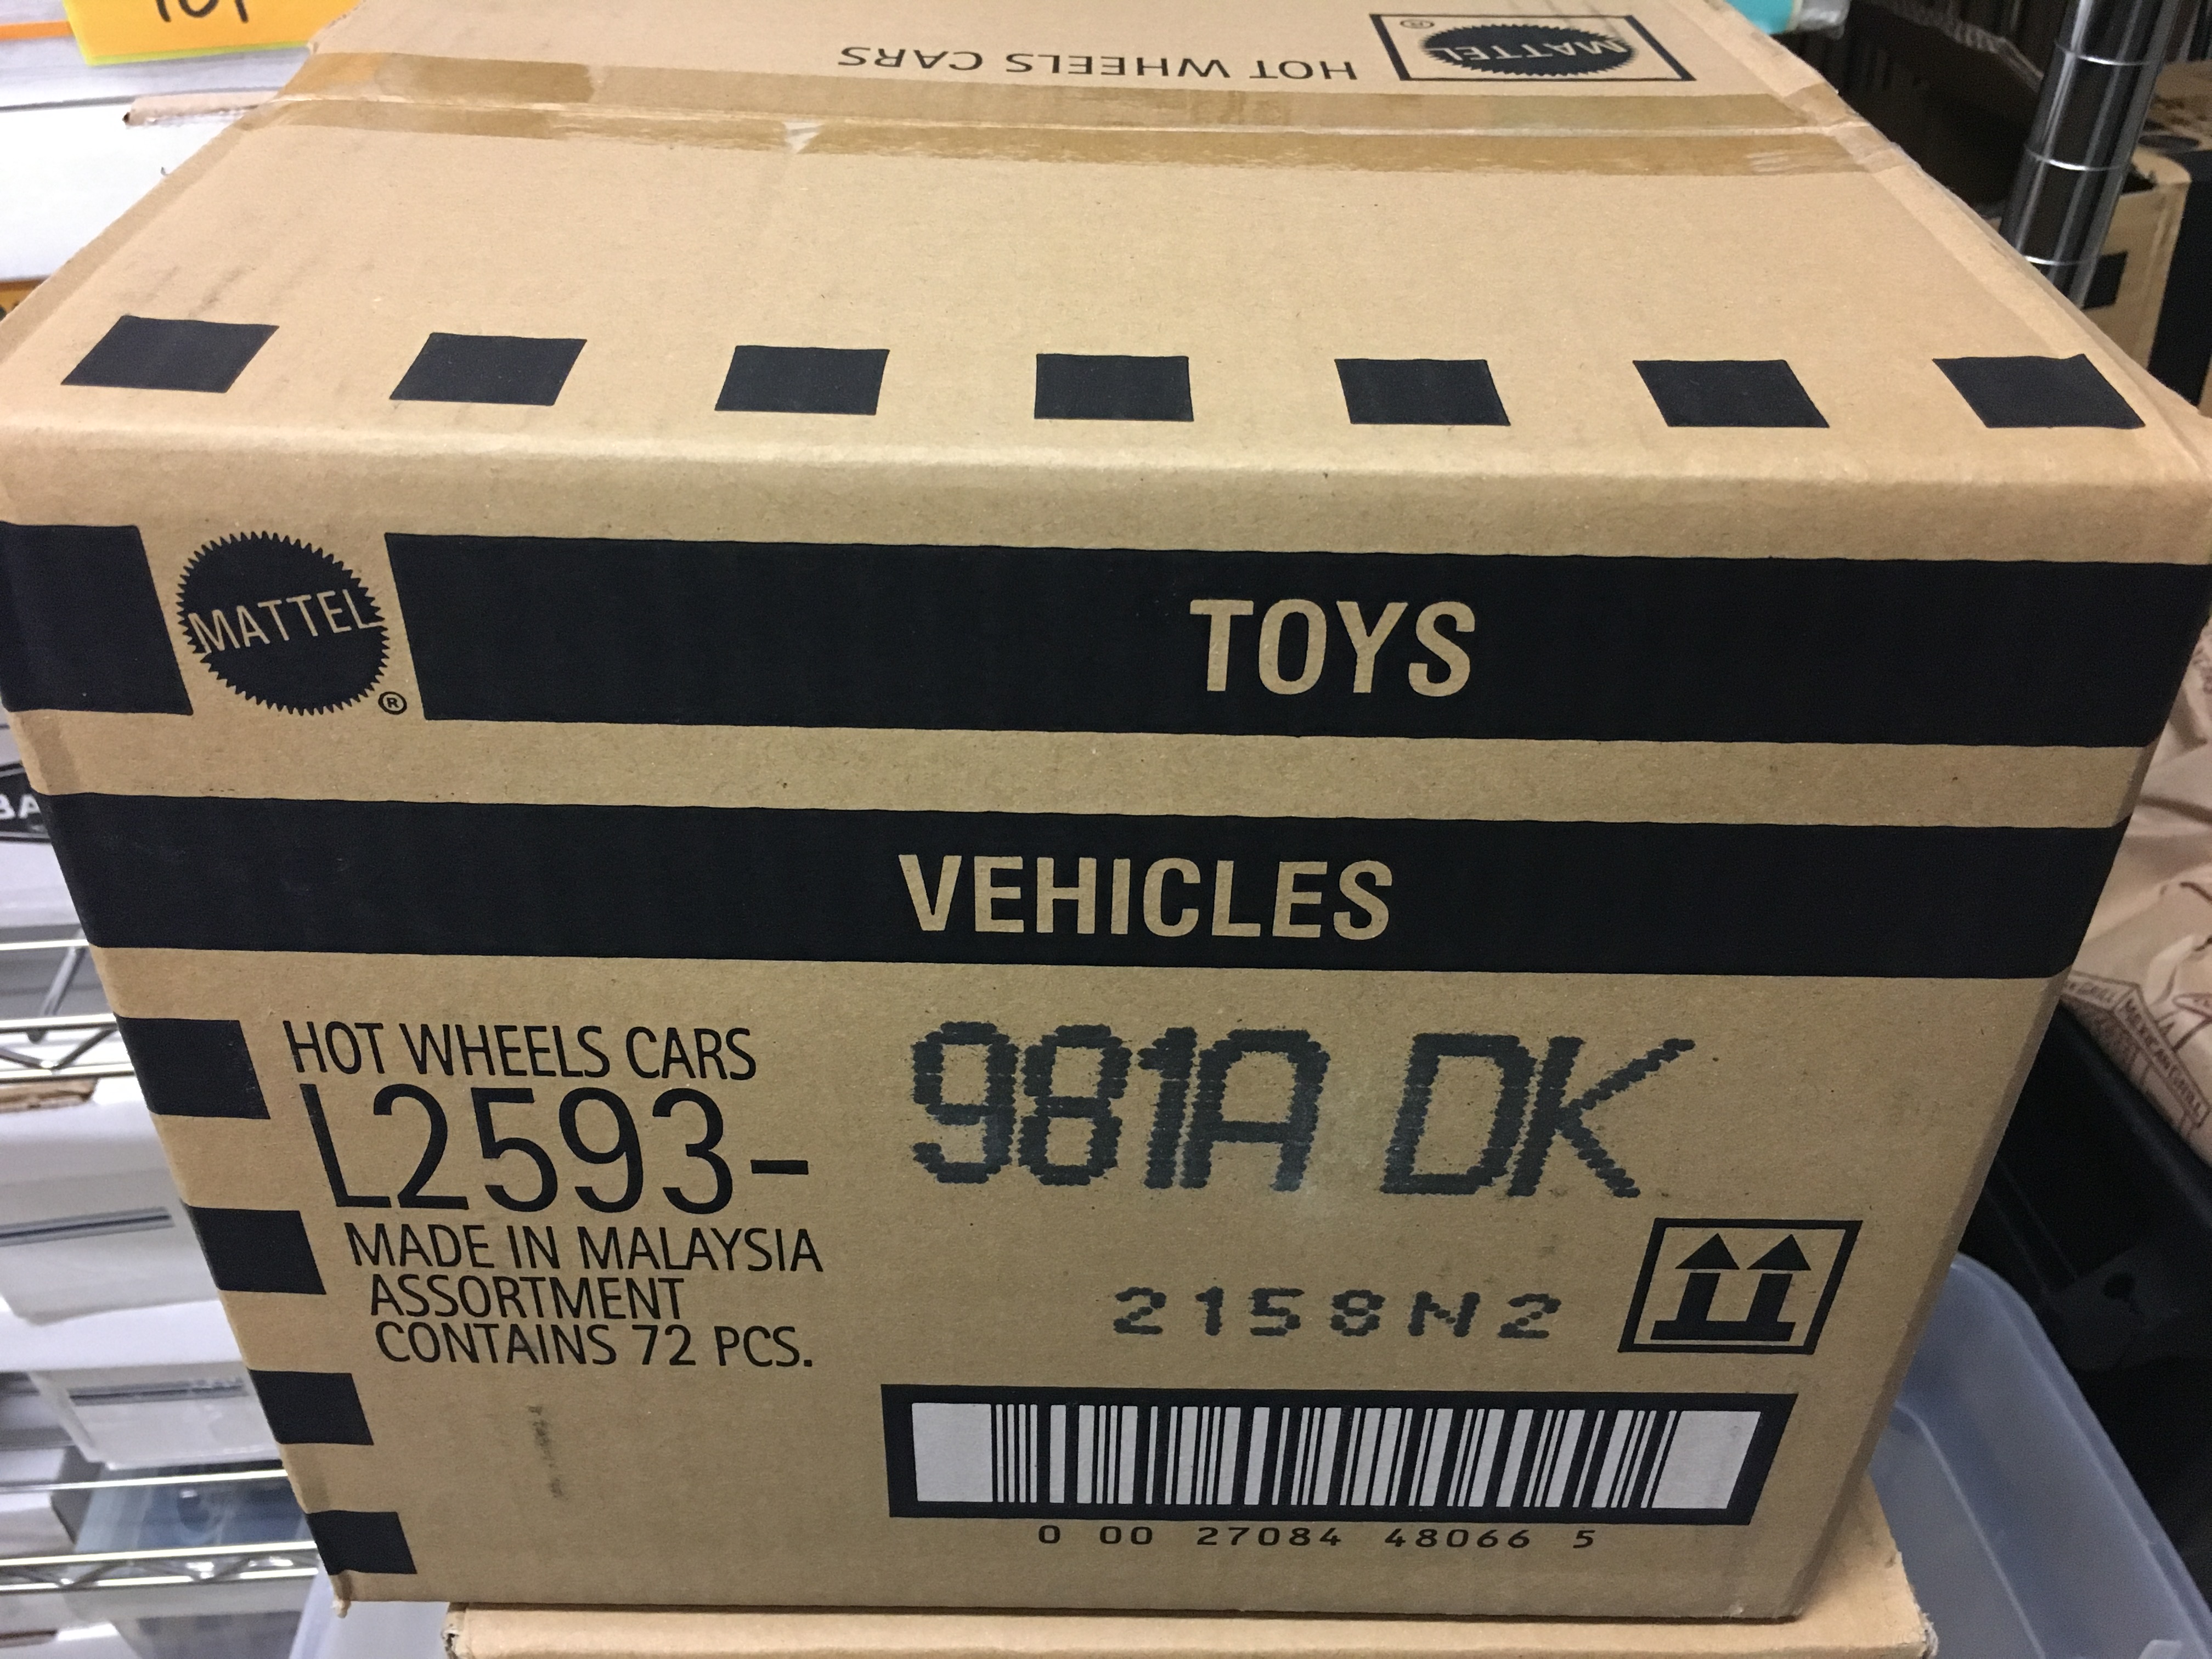 HOT WHEELS CARS
MATTEL
®
MATTEL
®
TOYS
VEHICLES
HOT WHEELS CARS
L2593-
981A DK
MADE IN MALAYSIA
ASSORTMENT
CONTAINS 72 PCS.
2158N2
0 00 27084 48066 5